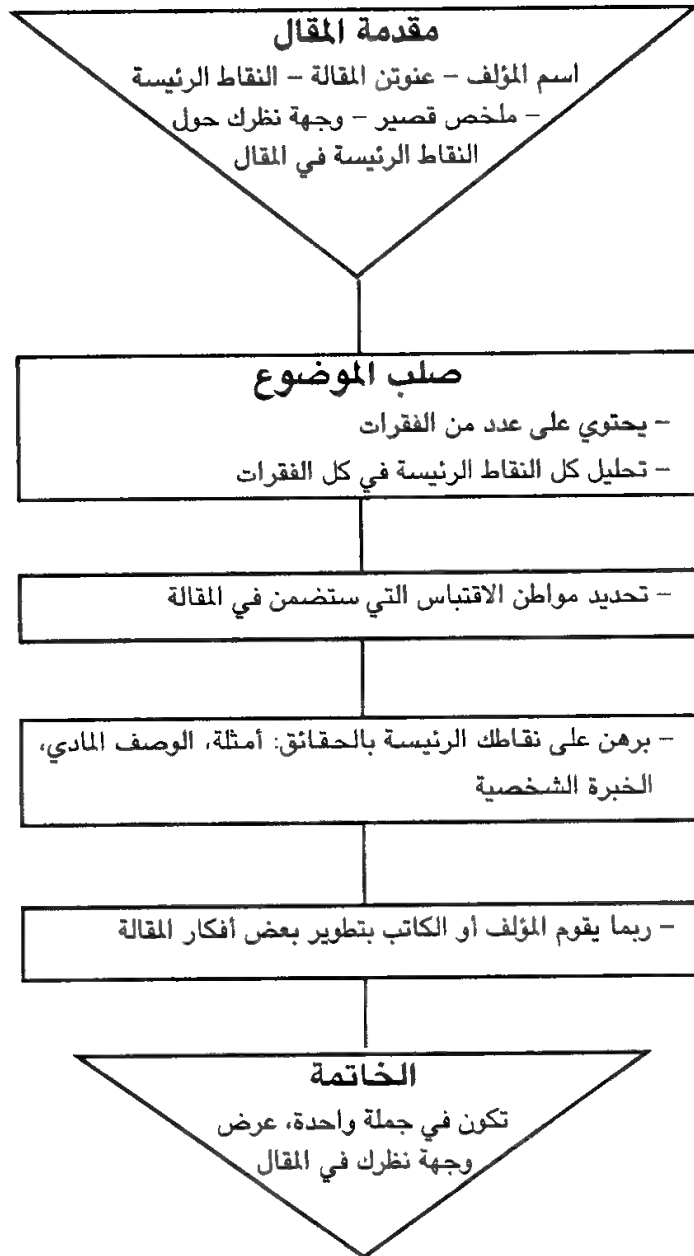 مقدمة المقال
اسم المؤلف – عنوتن المقالة – النقاط الرئيسة
– ملخص قصير – وجهة نظرك حول
النقاط الرئيسة في المقال
صلب الموضوع
– يحتوي على عدد من الفقرات
– تحليل كل النقاط الرئيسة في كل الفقرات
– تحديد مواطن الاقتباس التي ستضمن في المقالة
– برهن على نقاطك الرئيسة بالحقائق: أمثلة، الوصف المادي،
الخبرة الشخصية
– ربما يقوم المؤلف أو الكاتب بتطوير بعض أفكار المقالة
الخاتمة
تكون في جملة واحدة، عرض
وجهة نظرك في المقال